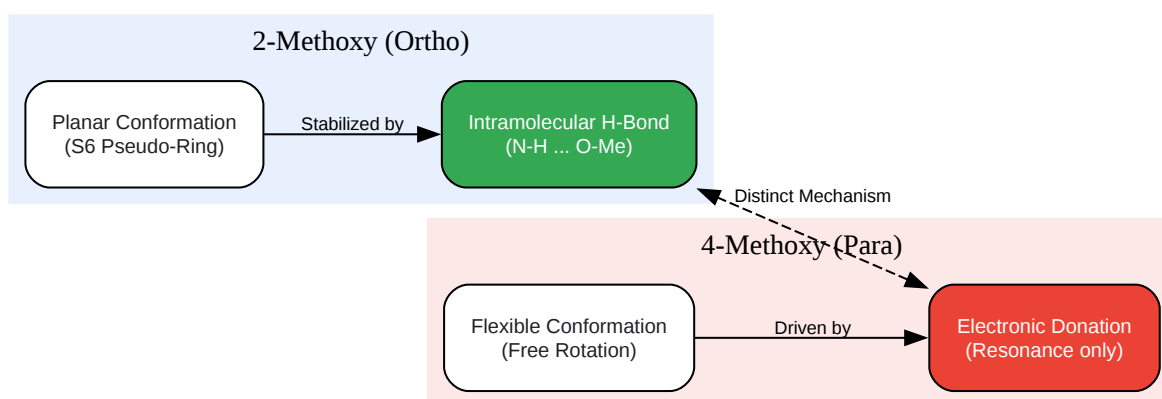 2-Methoxy (Ortho)
Planar Conformation
(S6 Pseudo-Ring)
Stabilized by
Intramolecular H-Bond
(N-H ... O-Me)
Distinct Mechanism
4-Methoxy (Para)
Flexible Conformation
(Free Rotation)
Driven by
Electronic Donation
(Resonance only)